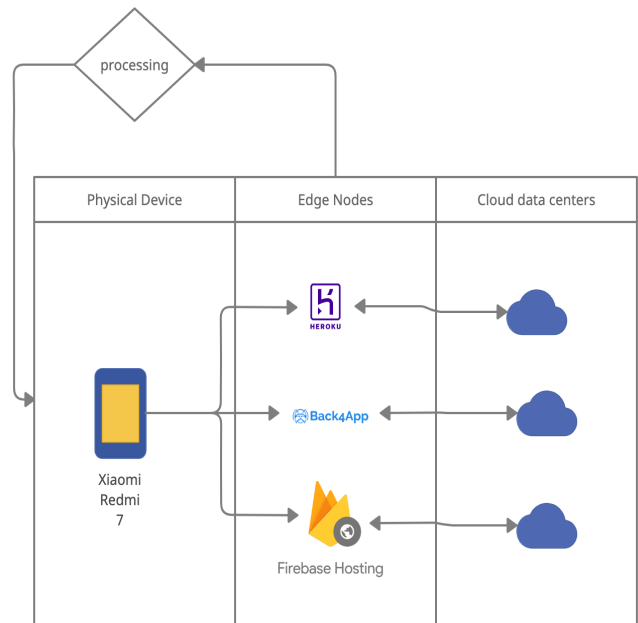 processing
Physical Device
Edge Nodes
Cloud data centers
HEROKU
Back4App
Xiaomi
Redmi
7
Firebase Hosting